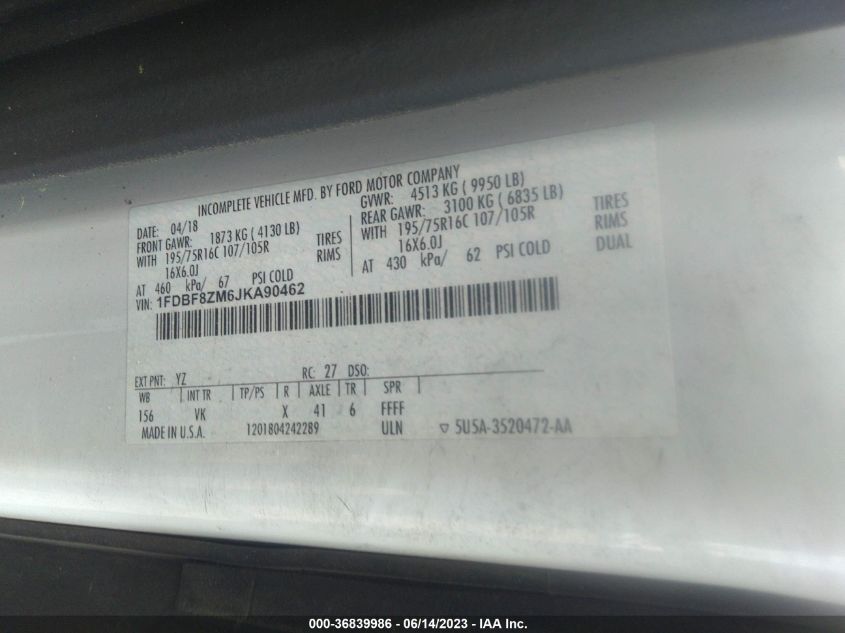 INCOMPLETE VEHICLE MFD. BY FORD MOTOR COMPANY
DATE: 04/18
FRONT GAWR: 1873 KG ( 4130 LB)
WITH 195/75R16C 107/105R TIRES
16X6.0J RIMS
AT 460 kPa/ 67 PSI COLD
GVWR: 4513 KG ( 9950 LB)
REAR GAWR: 3100 KG ( 6835 LB)
WITH 195/75R16C 107/105R TIRES
16X6.0J RIMS
AT 430 kPa/ 62 PSI COLD DUAL
VIN: 1FDBF8ZM6JKA90462
EXT PNT: YZ RC: 27 DSO:
WB INT TR TP/PS R AXLE TR SPR
156 VK X 41 6 FFFF
MADE IN U.S.A. 1201804242289 ULN ▽ 5U5A-3520472-AA
000-36839986 - 06/14/2023 - IAA Inc.